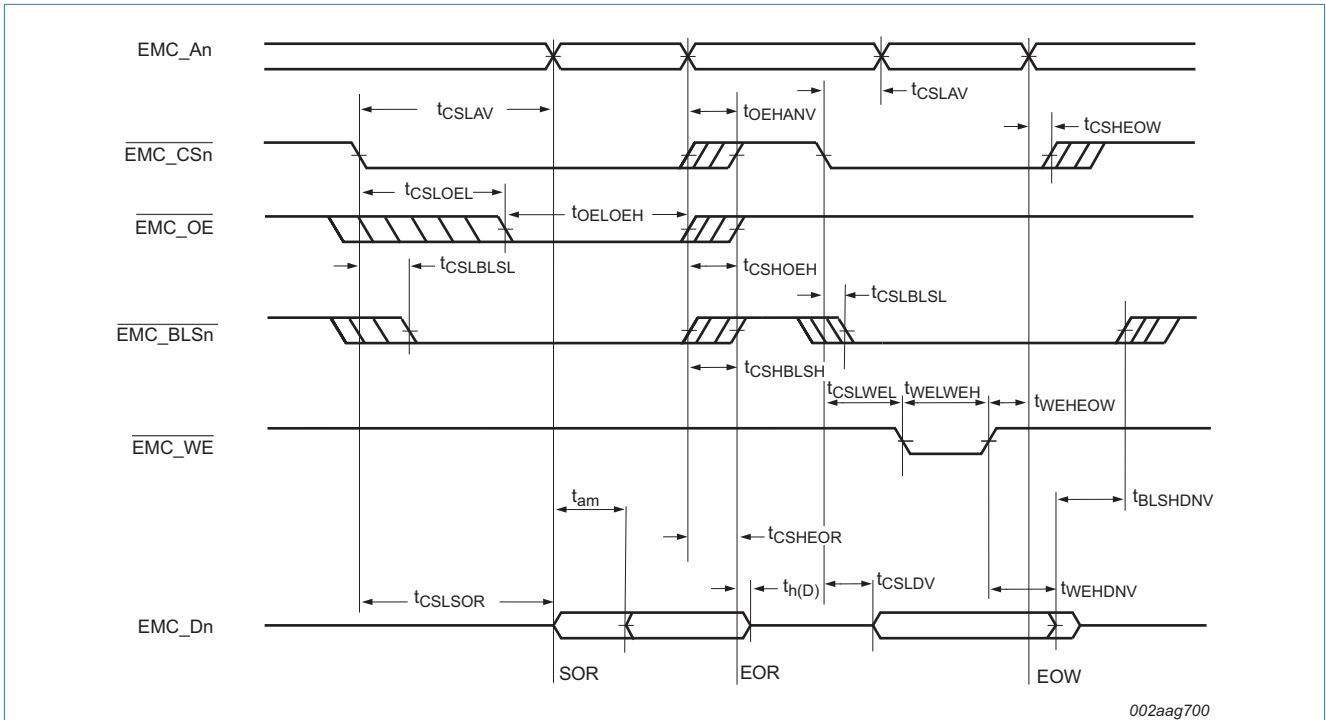 EMC_An
tCSLAV
tOEHANV
tCSLAV
tCSHEOW
EMC_CSn
tCSLOEL
tOELOEH
EMC_OE
tCSLBLSL
tCSHOEH
tCSLBLSL
EMC_BLSn
tCSHBLSH
tCSLWEL
tWELWEH
tWEHEOW
EMC_WE
tam
tBLSHDNV
tCSHEOR
tCSLSOR
th(D)
tCSLDV
tWEHDNV
EMC_Dn
SOR
EOR
EOW
002aag700